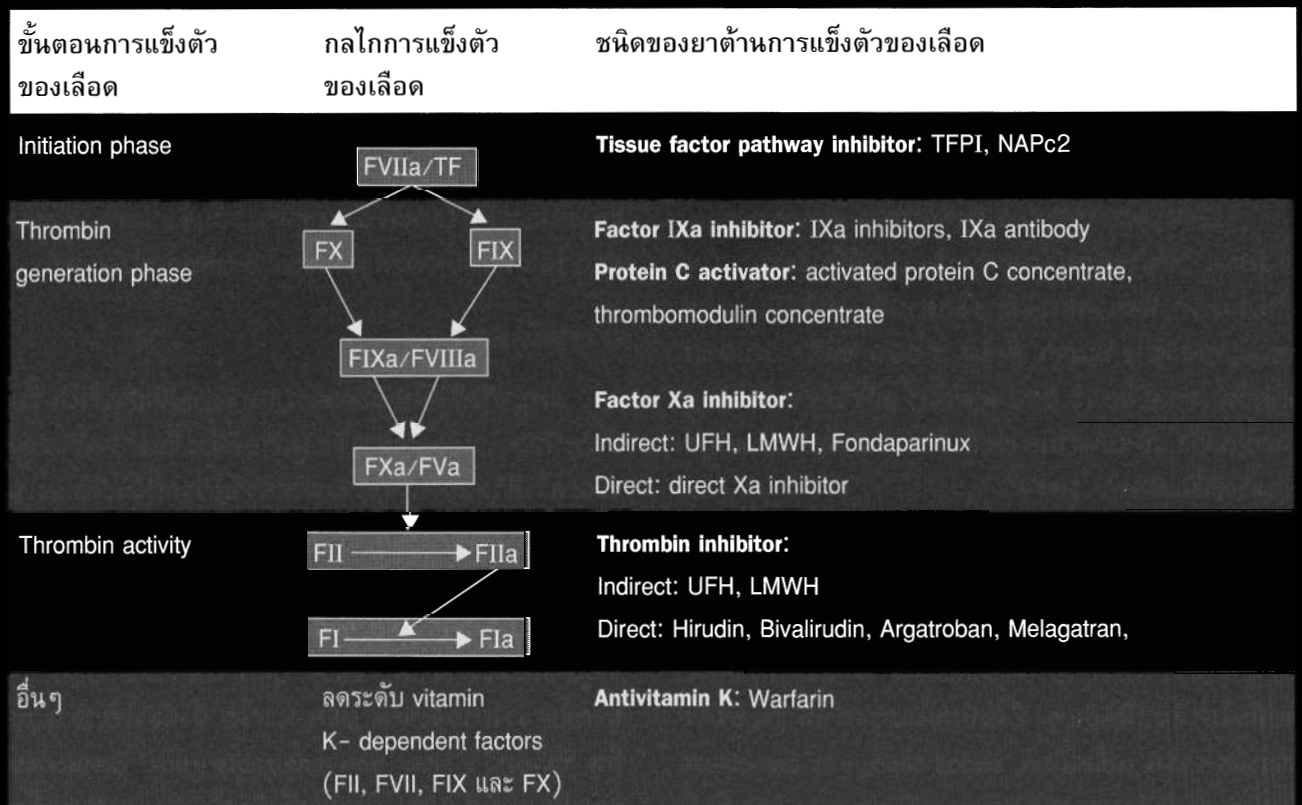 ขั้นตอนการแข็งตัว
ของเลือด
กลไกการแข็งตัว
ของเลือด
ชนิดของยาต้านการแข็งตัวของเลือด
Initiation phase
FVIIa/TF
Tissue factor pathway inhibitor: TFPI, NAPc2
Thrombin
generation phase
FX
FIX
FIXa/FVIIIa
FXa/FVa
Factor IXa inhibitor: IXa inhibitors, IXa antibody
Protein C activator: activated protein C concentrate,
thrombomodulin concentrate
Factor Xa inhibitor:
Indirect: UFH, LMWH, Fondaparinux
Direct: direct Xa inhibitor
Thrombin activity
FII FIIa
FI FIa
Thrombin inhibitor:
Indirect: UFH, LMWH
Direct: Hirudin, Bivalirudin, Argatroban, Melagatran,
อื่นๆ
ลดระดับ vitamin
K- dependent factors
(FII, FVII, FIX และ FX)
Antivitamin K: Warfarin